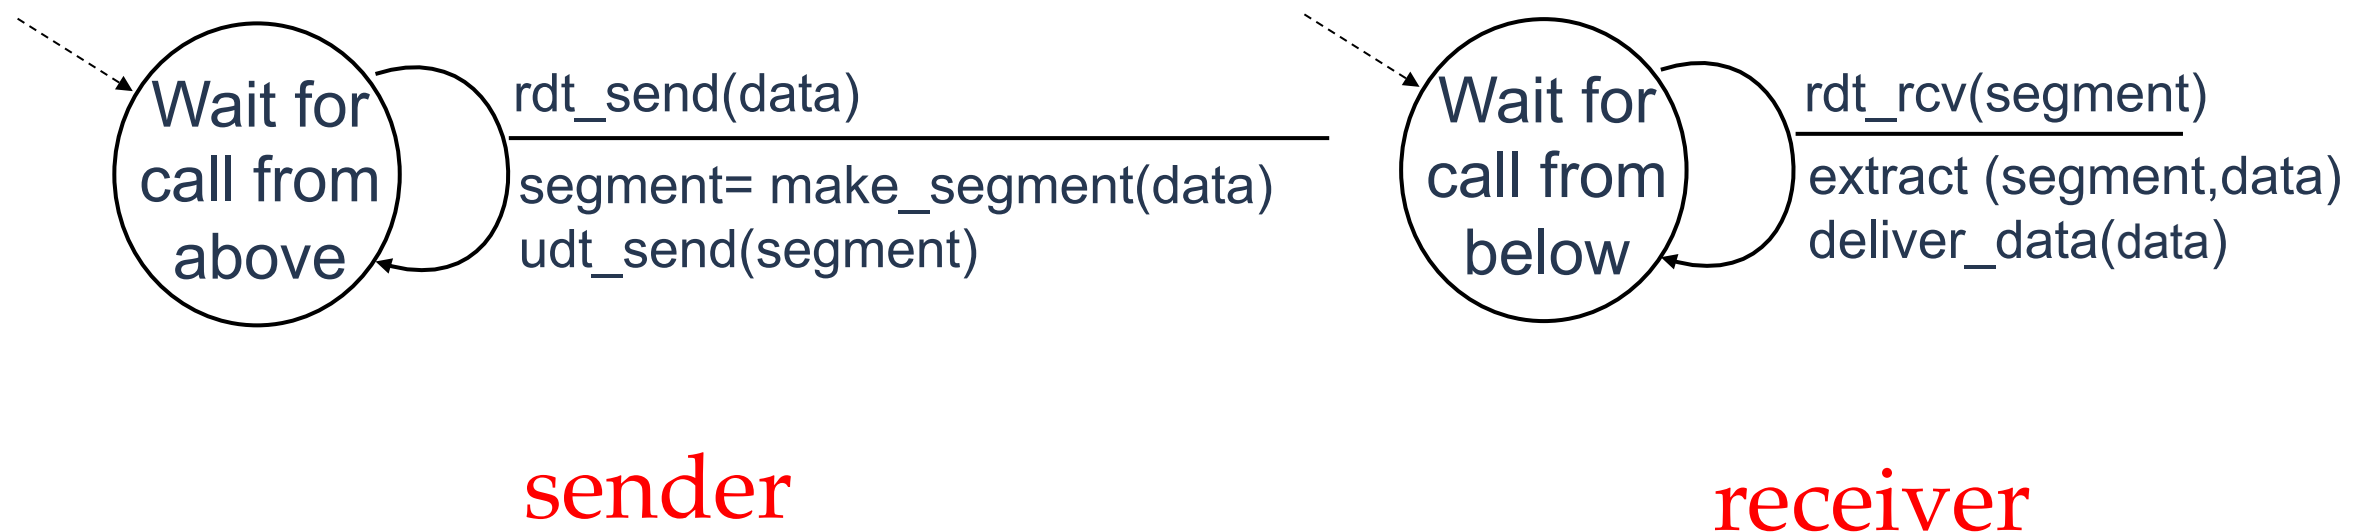 Wait for
call from
above
rdt_send(data)
segment= make_segment(data)
udt_send(segment)
Wait for
call from
below
rdt_rcv(segment)
extract (segment,data)
deliver_data(data)
sender
receiver